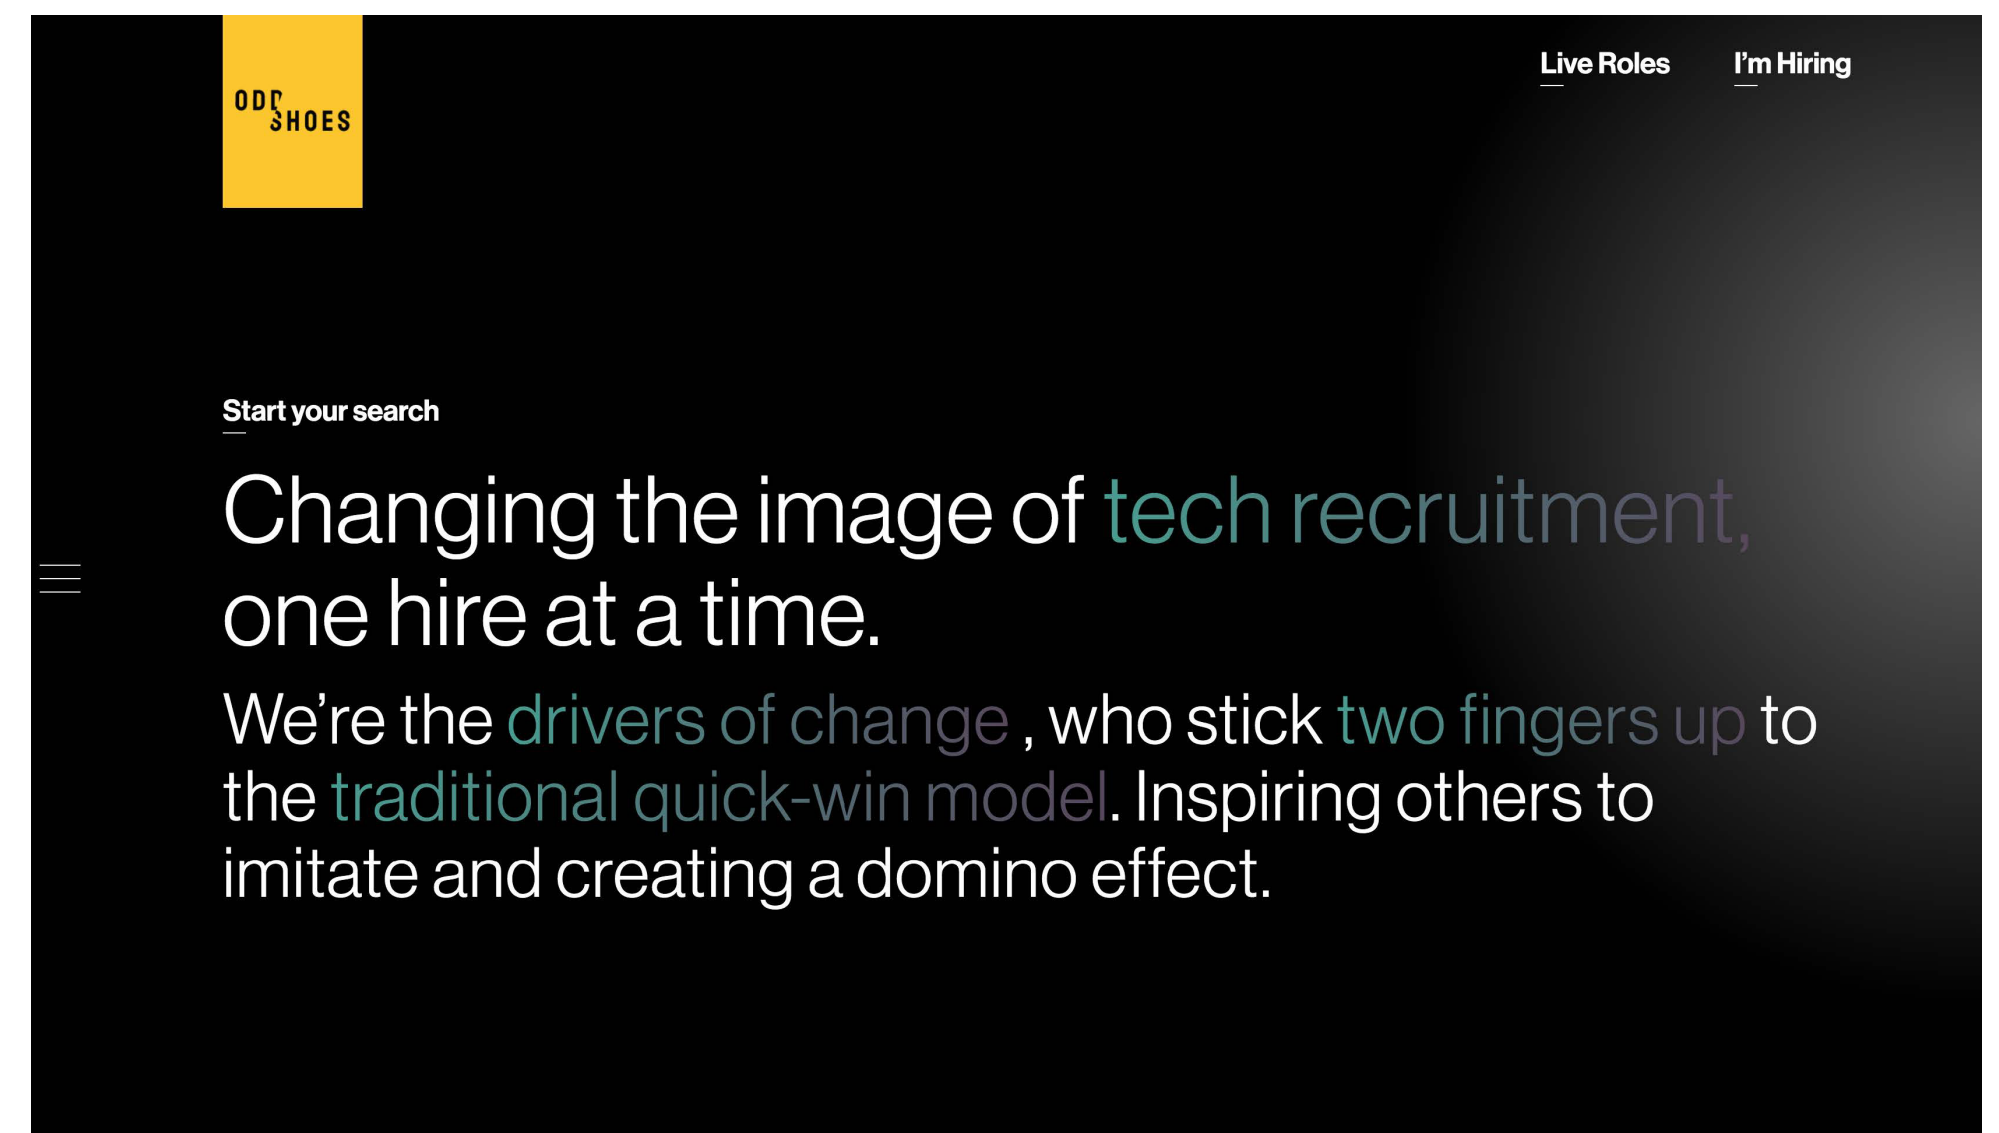 ODD
SHOES
Live Roles
I’m Hiring
Start your search
Changing the image of tech recruitment,
one hire at a time.
We’re the drivers of change , who stick two fingers up to
the traditional quick-win model. Inspiring others to
imitate and creating a domino effect.